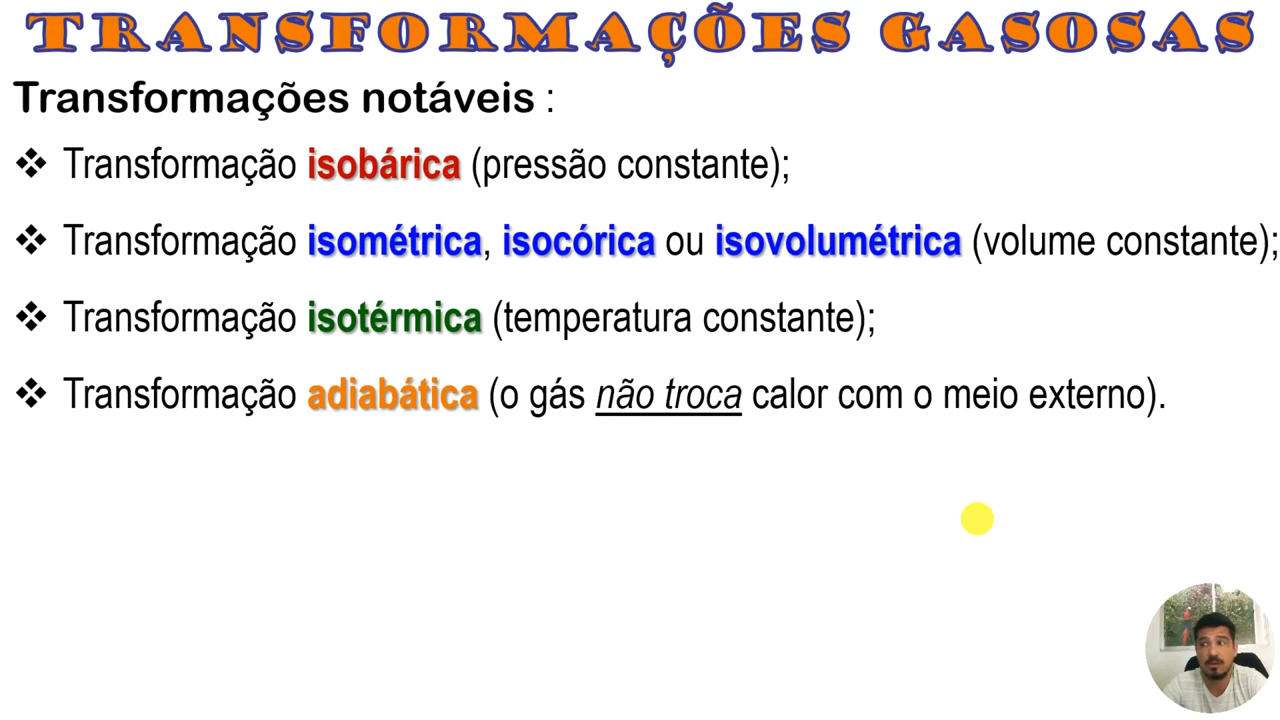 TRANSFORMAÇÕES GASOSAS
Transformações notáveis :
❖ Transformação isobárica (pressão constante);
❖ Transformação isométrica, isocórica ou isovolumétrica (volume constante);
❖ Transformação isotérmica (temperatura constante);
❖ Transformação adiabática (o gás não troca calor com o meio externo).